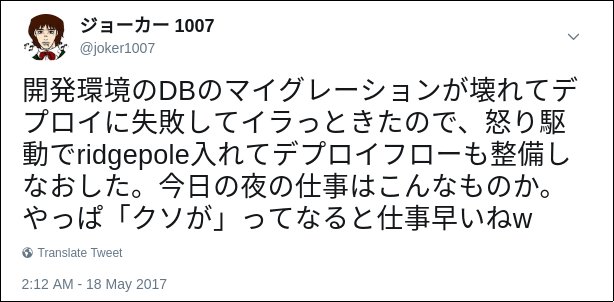 ジョーカー 1007
@joker1007
開発環境のDBのマイグレーションが壊れてデ
プロイに失敗してイラっときたので、怒り駆
動でridgepole入れてデプロイフローも整備し
なおした。今日の夜の仕事はこんなものか。
やっぱ「クソが」ってなると仕事早いねw
Translate Tweet
2:12 AM - 18 May 2017